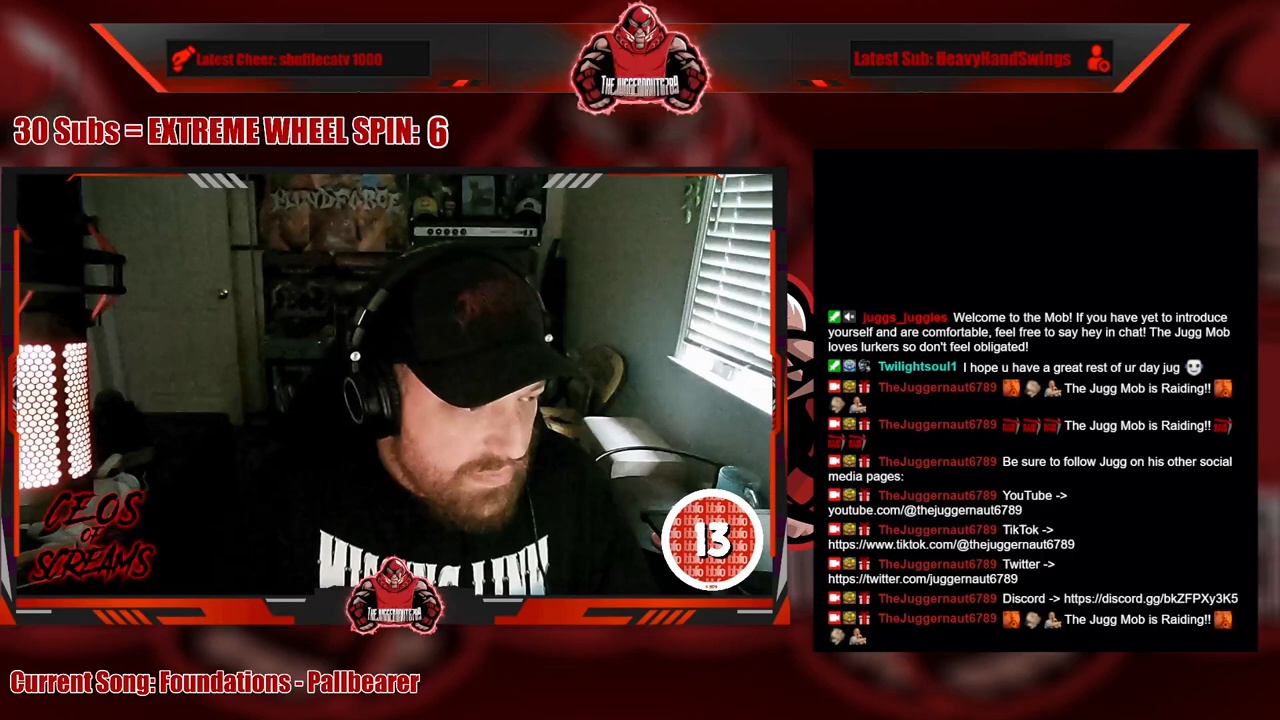 Latest Cheer: shufflecatv 1000
THEJUGGERNAUT6789
Latest Sub: HeavyHandSwings
30 Subs = EXTREME WHEEL SPIN: 6
MINDFORCE
CEOS
OF
SCREAMS
13
MISSING LINK
THEJUGGERNAUT6789
juggs_juggles Welcome to the Mob! If you have yet to introduce
yourself and are comfortable, feel free to say hey in chat! The Jugg Mob
loves lurkers so don't feel obligated!
Twilightsoul1 I hope u have a great rest of ur day jug
TheJuggernaut6789 The Jugg Mob is Raiding!!
TheJuggernaut6789 The Jugg Mob is Raiding!!
TheJuggernaut6789 Be sure to follow Jugg on his other social
media pages:
TheJuggernaut6789 YouTube ->
youtube.com/@thejuggernaut6789
TheJuggernaut6789 TikTok ->
https://www.tiktok.com/@thejuggernaut6789
TheJuggernaut6789 Twitter ->
https://twitter.com/juggernaut6789
TheJuggernaut6789 Discord -> https://discord.gg/bkZFPXy3K5
TheJuggernaut6789 The Jugg Mob is Raiding!!
Current Song: Foundations - Pallbearer